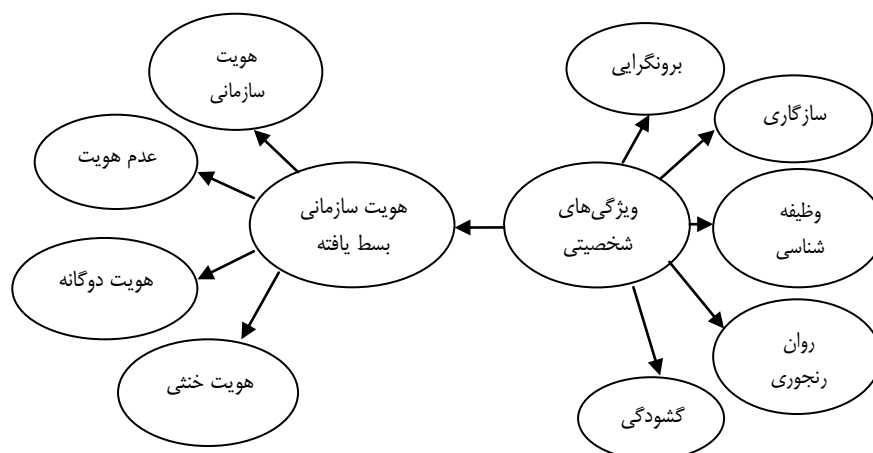 برونگرایی
سازگاری
وظیفه
شناسی
روان
رنجوری
گشودگی
ویژگی‌های
شخصیتی
هویت سازمانی
بسط یافته
هویت
سازمانی
عدم هویت
هویت دوگانه
هویت خنثی